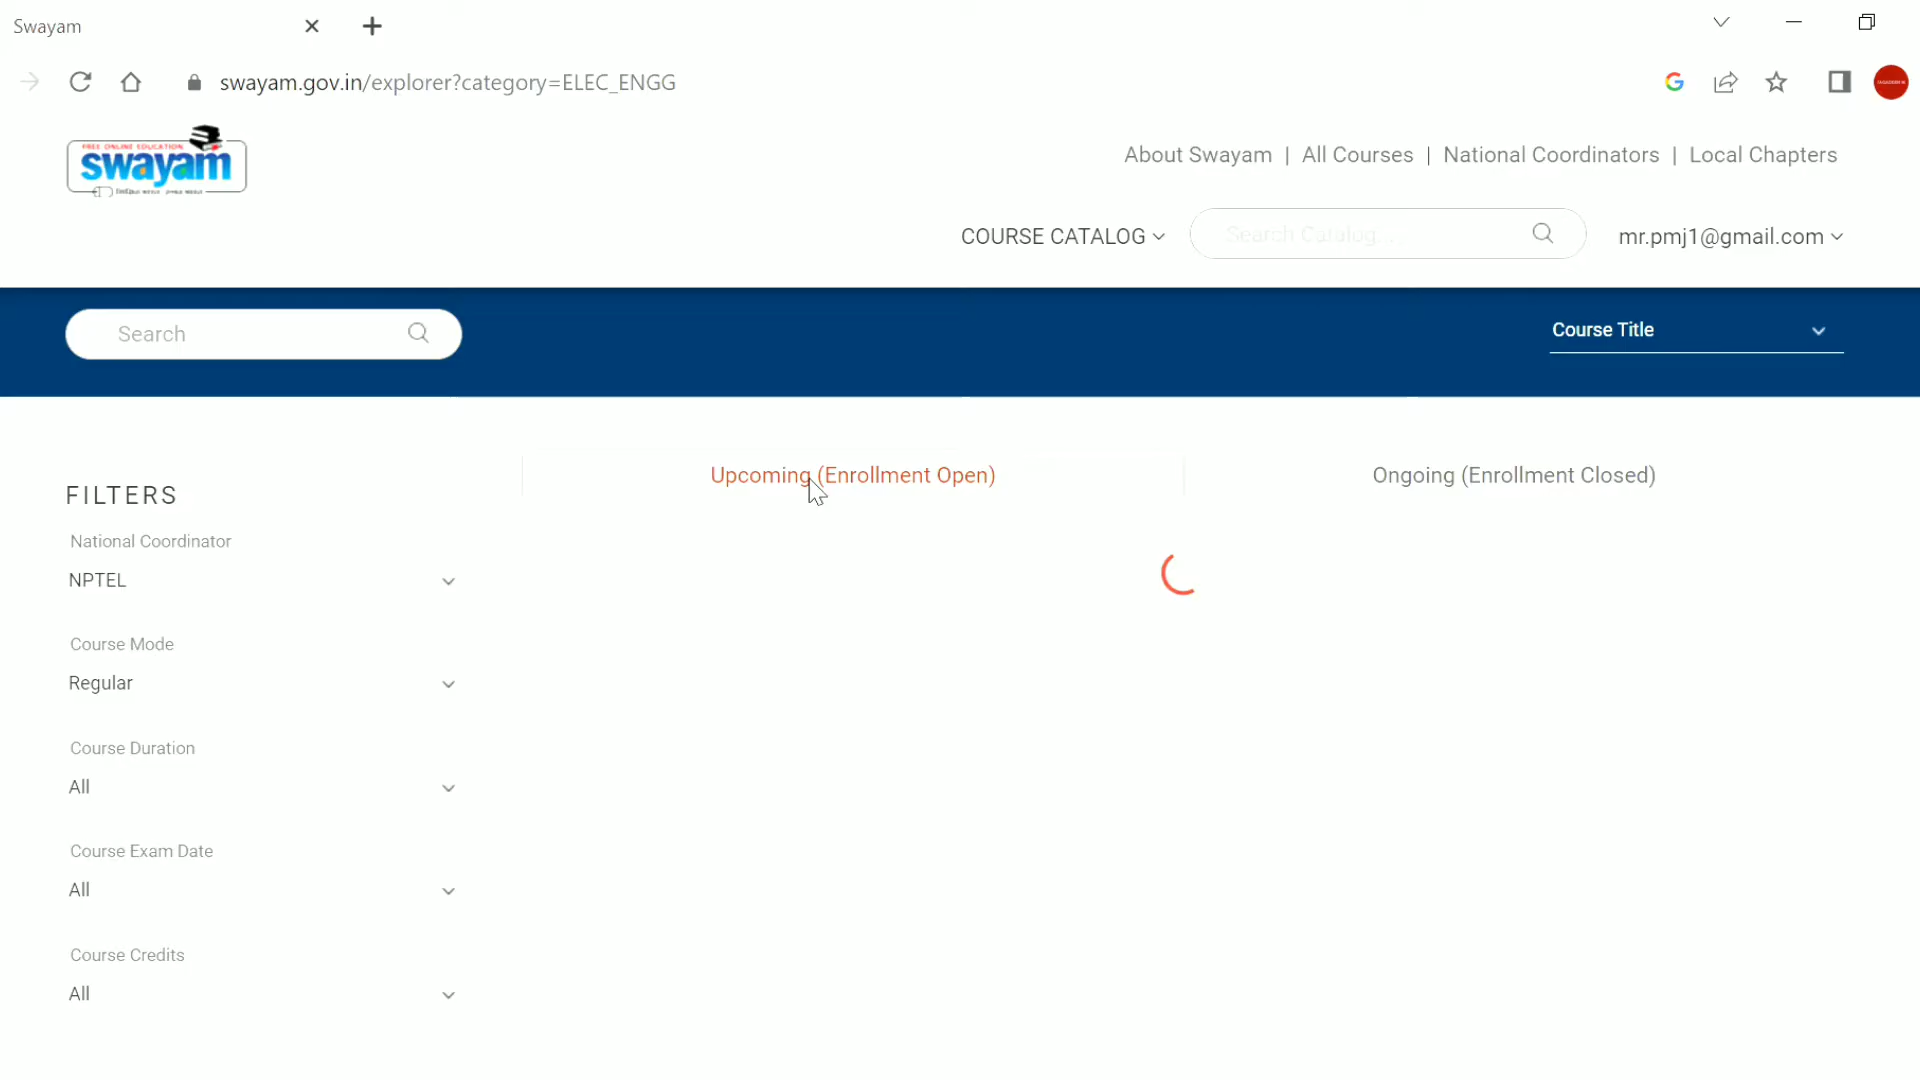 Swayam
swayam.gov.in/explorer?category=ELEC_ENGG
FREE ONLINE EDUCATION
swayam
About Swayam | All Courses | National Coordinators | Local Chapters
COURSE CATALOG
Search Catalog...
mr.pmj1@gmail.com
Search
Course Title
FILTERS
Upcoming (Enrollment Open)
Ongoing (Enrollment Closed)
National Coordinator
NPTEL
Course Mode
Regular
Course Duration
All
Course Exam Date
All
Course Credits
All